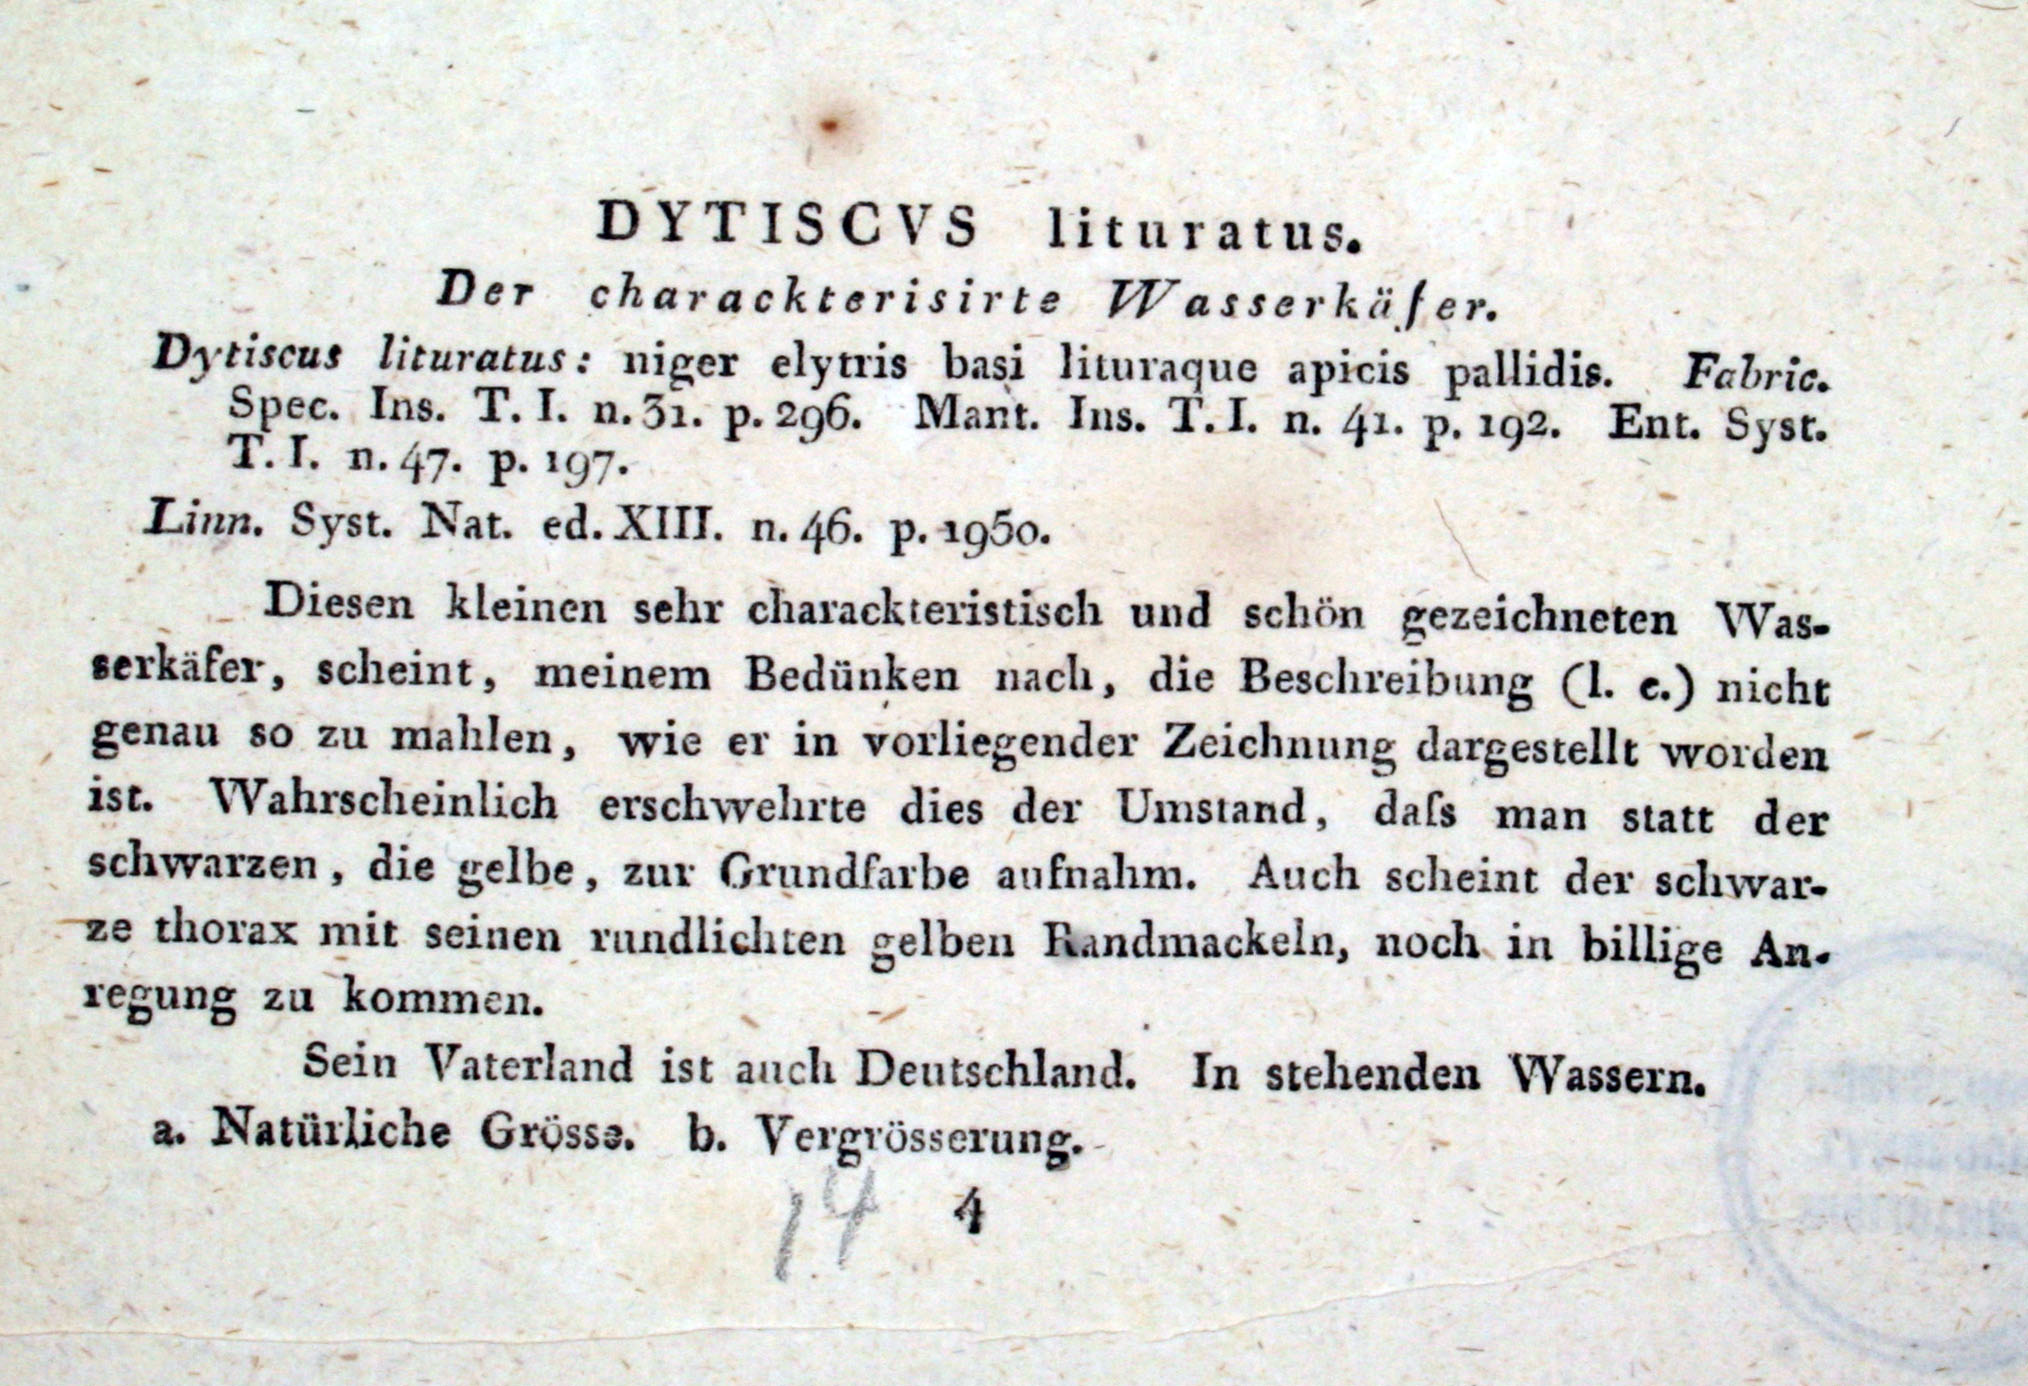 DYTISCVS lituratus.
Der charackterisirte Wasserkäfer.
Dytiscus lituratus: niger elytris basi lituraque apicis pallidis. Fabric.
Spec. Ins. T. I. n. 31. p. 296. Mant. Ins. T. I. n. 41. p. 192. Ent. Syst.
T. I. n. 47. p. 197.
Linn. Syst. Nat. ed. XIII. n. 46. p. 1950.
Diesen kleinen sehr charackteristisch und schön gezeichneten Was-
serkäfer, scheint, meinem Bedünken nach, die Beschreibung (l. c.) nicht
genau so zu mahlen, wie er in vorliegender Zeichnung dargestellt worden
ist. Wahrscheinlich erschwehrte dies der Umstand, daſs man statt der
schwarzen, die gelbe, zur Grundfarbe aufnahm. Auch scheint der schwar-
ze thorax mit seinen rundlichten gelben Randmackeln, noch in billige An-
regung zu kommen.
Sein Vaterland ist auch Deutschland. In stehenden Wassern.
a. Natürliche Grösse. b. Vergrösserung.
14 4